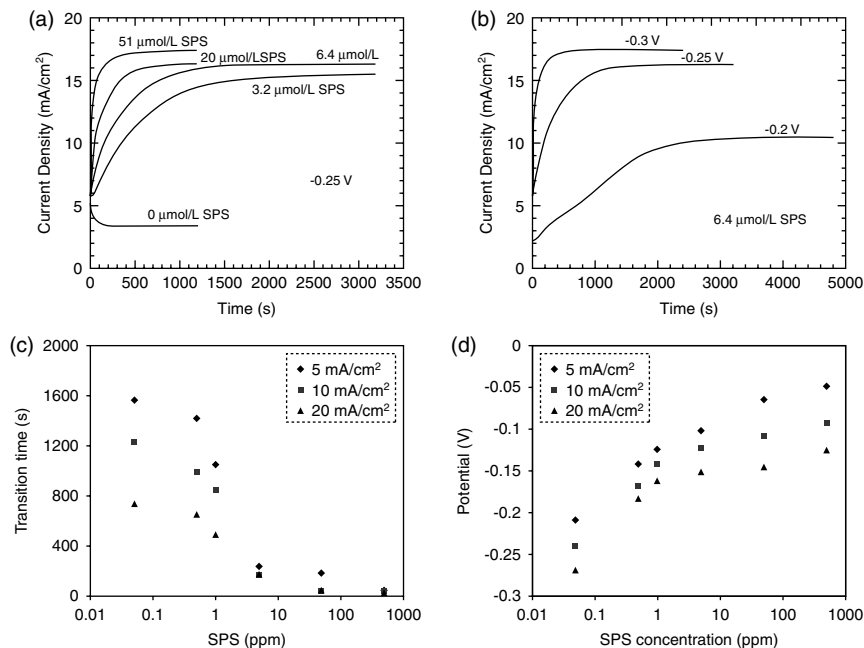 (a)
20
15
10
5
0
Current Density (mA/cm²)
51 μmol/L SPS
20 μmol/LSPS
6.4 μmol/L
3.2 μmol/L SPS
-0.25 V
0 μmol/L SPS
0 500 1000 1500 2000 2500 3000 3500
Time (s)
(b)
20
15
10
5
0
Current Density (mA/cm²)
-0.3 V
-0.25 V
-0.2 V
6.4 μmol/L SPS
0 1000 2000 3000 4000 5000
Time (s)
(c)
2000
1600
1200
800
400
0
Transition time (s)
5 mA/cm²
10 mA/cm²
20 mA/cm²
0.01 0.1 1 10 100 1000
SPS (ppm)
(d)
0
-0.05
-0.1
-0.15
-0.2
-0.25
-0.3
Potential (V)
5 mA/cm²
10 mA/cm²
20 mA/cm²
0.01 0.1 1 10 100 1000
SPS concentration (ppm)